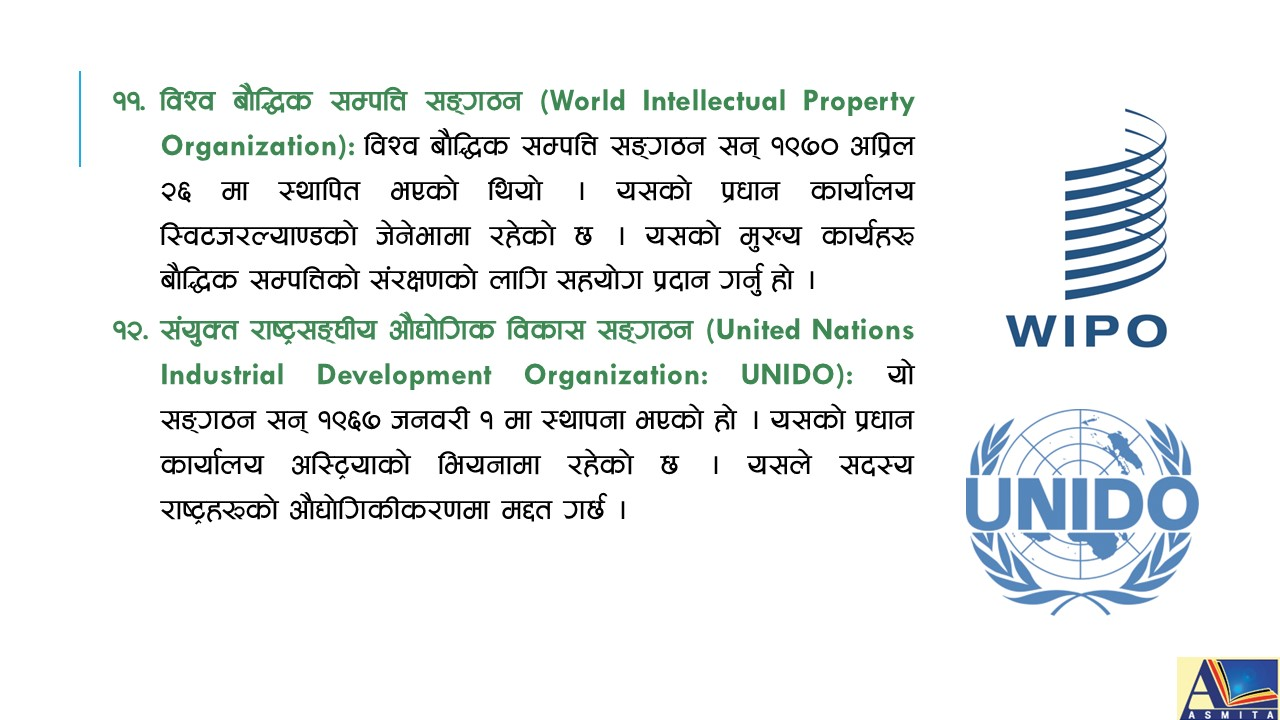 ११. विश्व बौद्धिक सम्पत्ति सङ्गठन (World Intellectual Property
Organization): विश्व बौद्धिक सम्पत्ति सङ्गठन सन् १९७० अप्रिल
२६ मा स्थापित भएको थियो । यसको प्रधान कार्यालय
स्विटजरल्याण्डको जेनेभामा रहेको छ । यसको मुख्य कार्यहरु
बौद्धिक सम्पत्तिको संरक्षणको लागि सहयोग प्रदान गर्नु हो ।
१२. संयुक्त राष्ट्रसङ्घीय औद्योगिक विकास सङ्गठन (United Nations
Industrial Development Organization: UNIDO): यो
सङ्गठन सन् १९६७ जनवरी १ मा स्थापना भएको हो । यसको प्रधान
कार्यालय अस्ट्रियाको भियनामा रहेको छ । यसले सदस्य
राष्ट्रहरुको औद्योगिकीकरणमा मद्दत गर्छ ।
WIPO
UNIDO
ASMITA